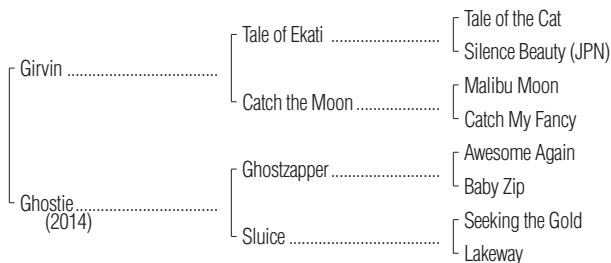 Tale of the Cat
Tale of Ekati
Silence Beauty (JPN)
Girvin
Malibu Moon
Catch the Moon
Catch My Fancy
Awesome Again
Ghostzapper
Baby Zip
Ghostie
(2014)
Seeking the Gold
Sluice
Lakeway